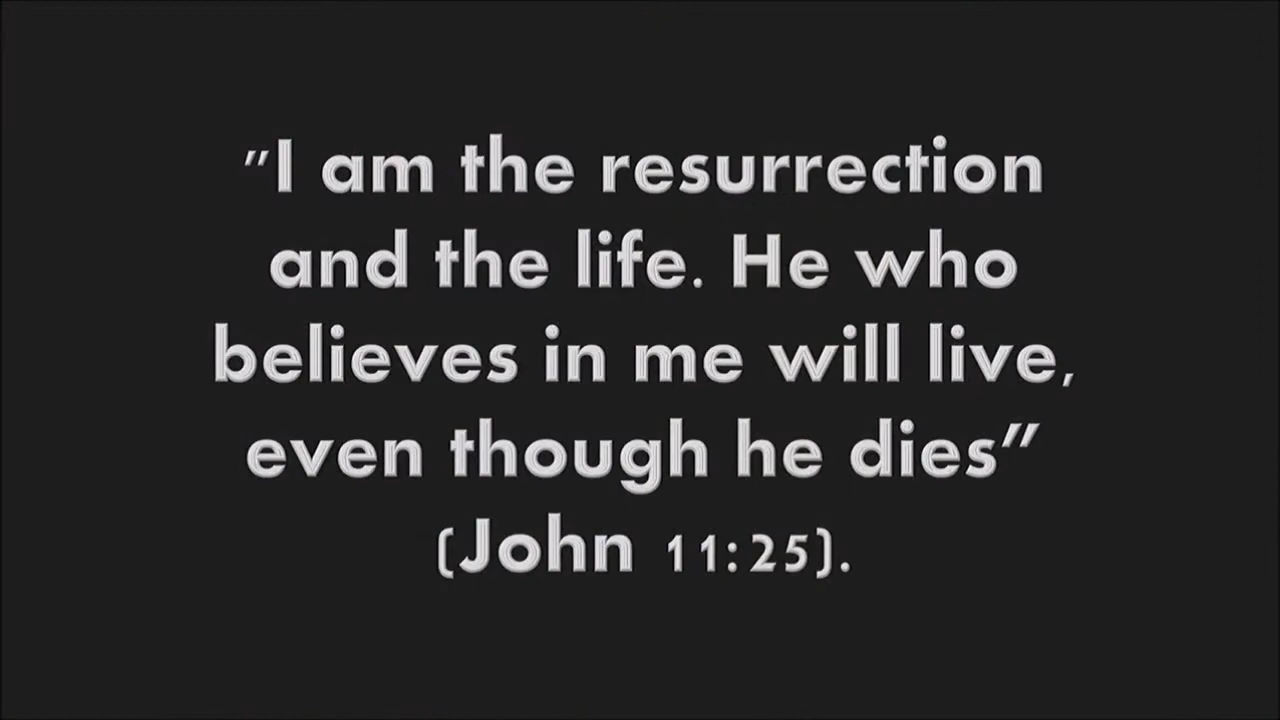 "I am the resurrection
and the life. He who
believes in me will live,
even though he dies”
(John 11:25).